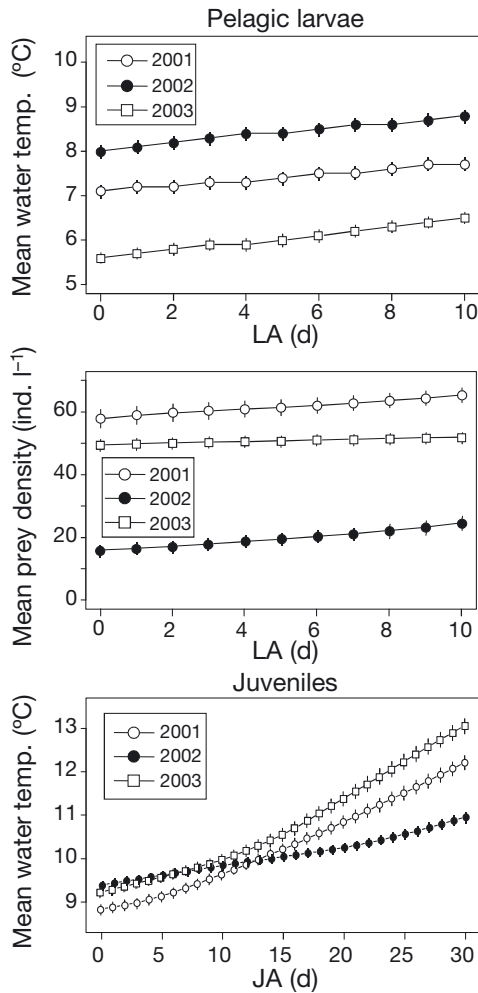 Pelagic larvae
Mean water temp. (ºC)
10
9
8
7
6
5
2001
2002
2003
0 2 4 6 8 10
LA (d)
Mean prey density (ind. l⁻¹)
60
40
20
0
2001
2002
2003
0 2 4 6 8 10
LA (d)
Juveniles
Mean water temp. (ºC)
13
12
11
10
9
2001
2002
2003
0 5 10 15 20 25 30
JA (d)